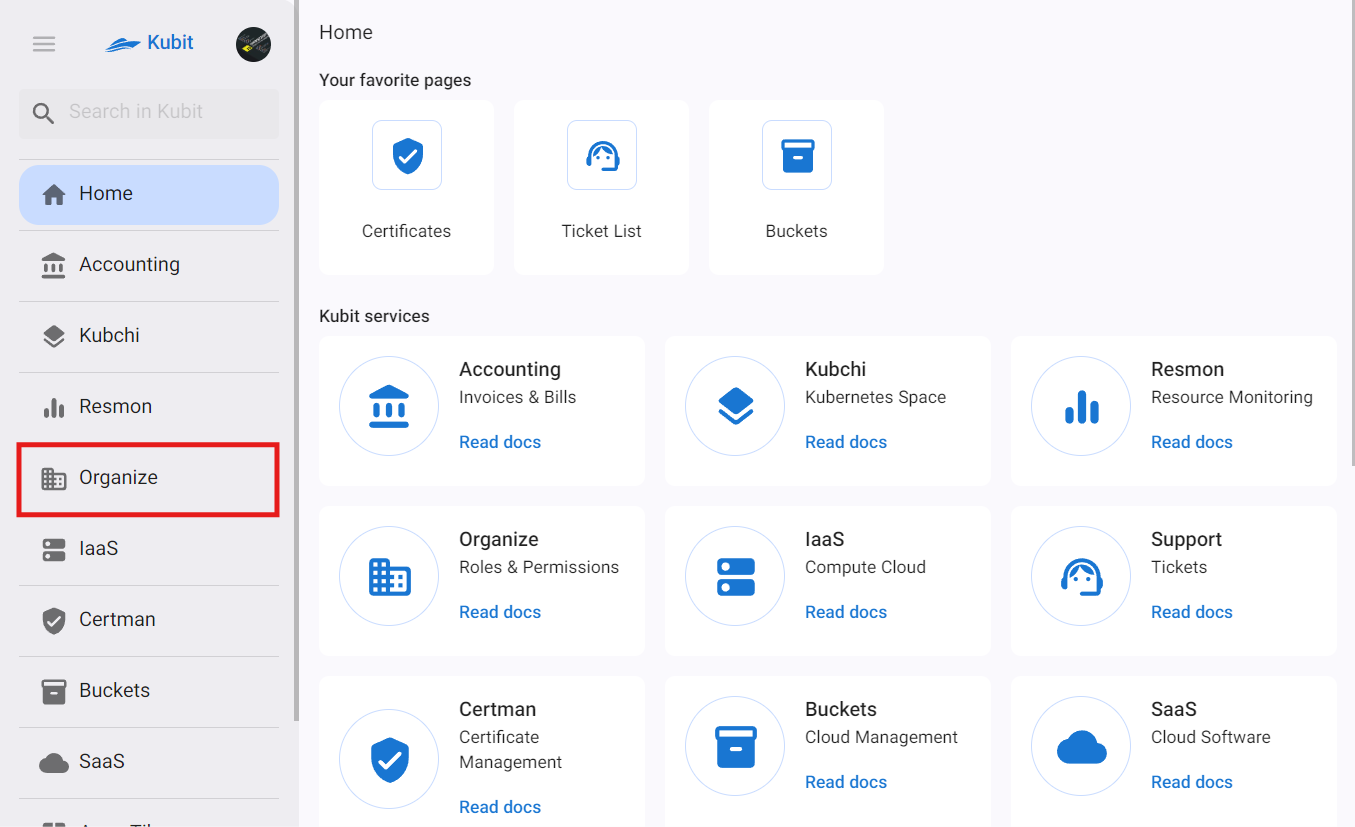 Kubit
Search in Kubit
Home
Accounting
Kubchi
Resmon
Organize
IaaS
Certman
Buckets
SaaS
Home
Your favorite pages
Certificates
Ticket List
Buckets
Kubit services
Accounting
Invoices & Bills
Read docs
Kubchi
Kubernetes Space
Read docs
Resmon
Resource Monitoring
Read docs
Organize
Roles & Permissions
Read docs
IaaS
Compute Cloud
Read docs
Support
Tickets
Read docs
Certman
Certificate
Management
Read docs
Buckets
Cloud Management
Read docs
SaaS
Cloud Software
Read docs